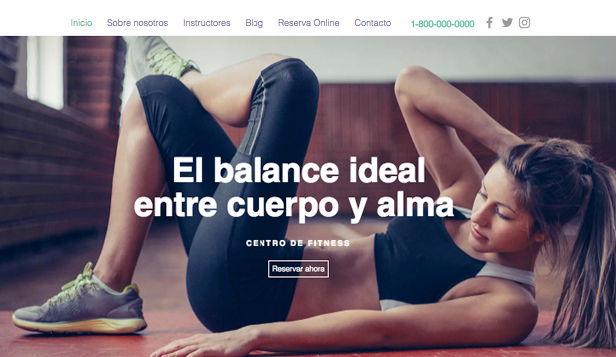 Inicio Sobre nosotros Instructores Blog Reserva Online Contacto 1-800-000-0000
El balance ideal
entre cuerpo y alma
CENTRO DE FITNESS
Reservar ahora